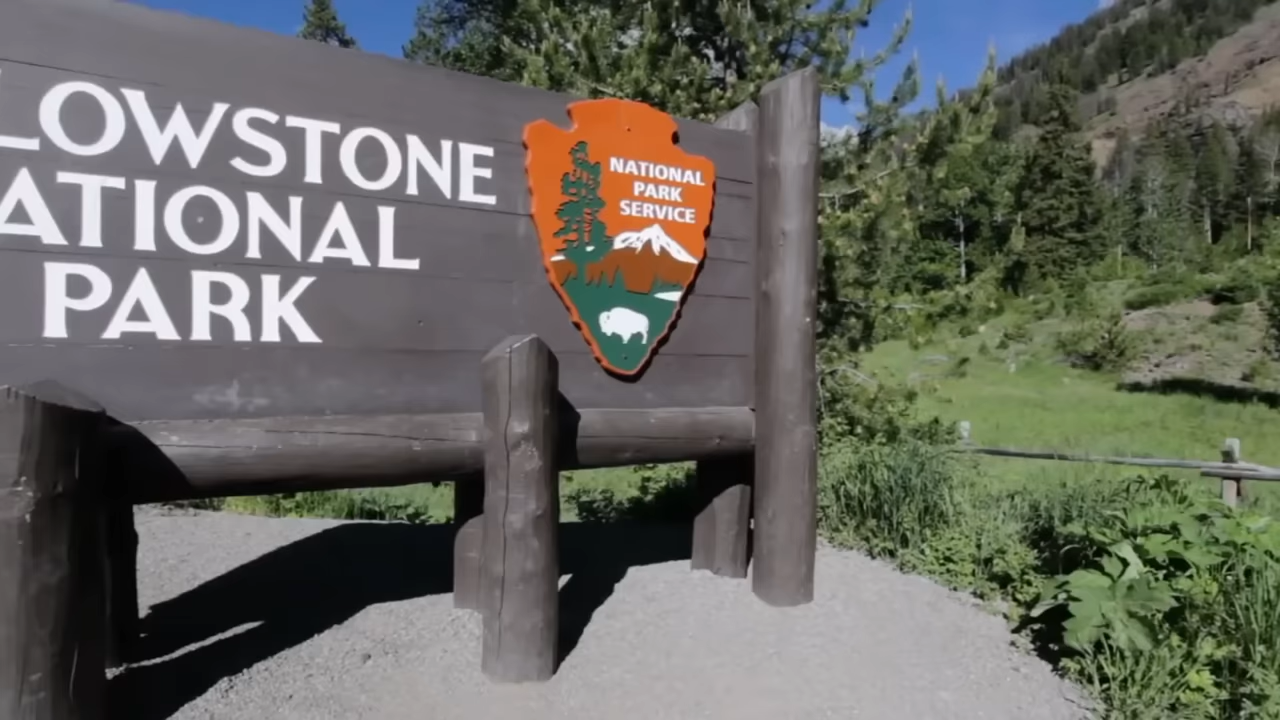 LOWSTONE
ATIONAL
PARK
NATIONAL
PARK
SERVICE